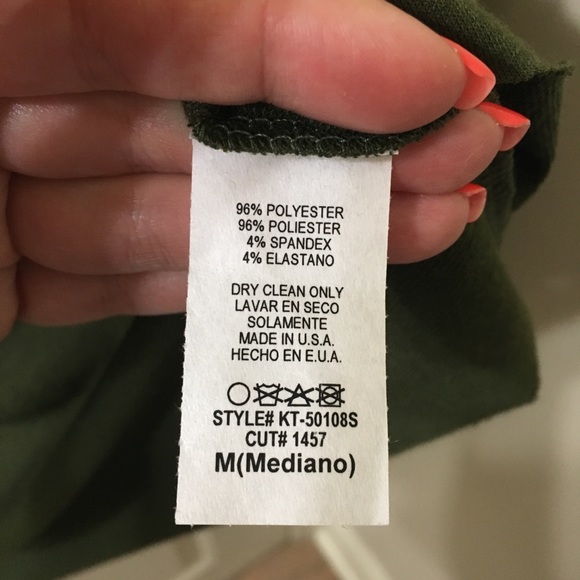 96% POLYESTER
96% POLIESTER
4% SPANDEX
4% ELASTANO
DRY CLEAN ONLY
LAVAR EN SECO
SOLAMENTE
MADE IN U.S.A.
HECHO EN E.U.A.
STYLE# KT-50108S
CUT# 1457
M(Mediano)